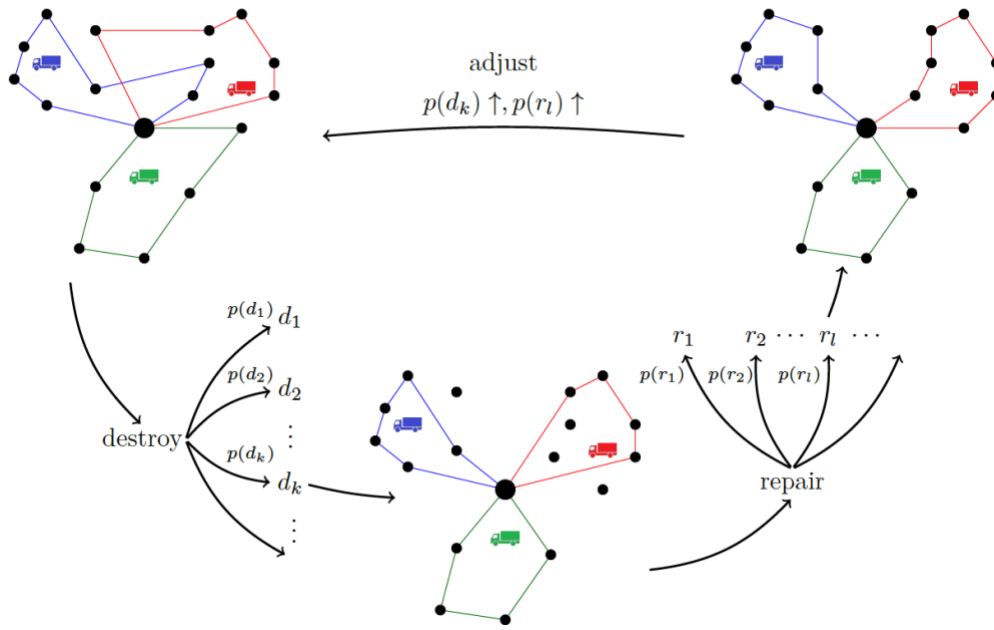 adjust
p(d_k) ↑, p(r_l) ↑
p(d_1) d_1
p(d_2) d_2
⋮
destroy
p(d_k) d_k
⋮
r_1 r_2 ⋯ r_l ⋯
p(r_1) p(r_2) p(r_l)
repair